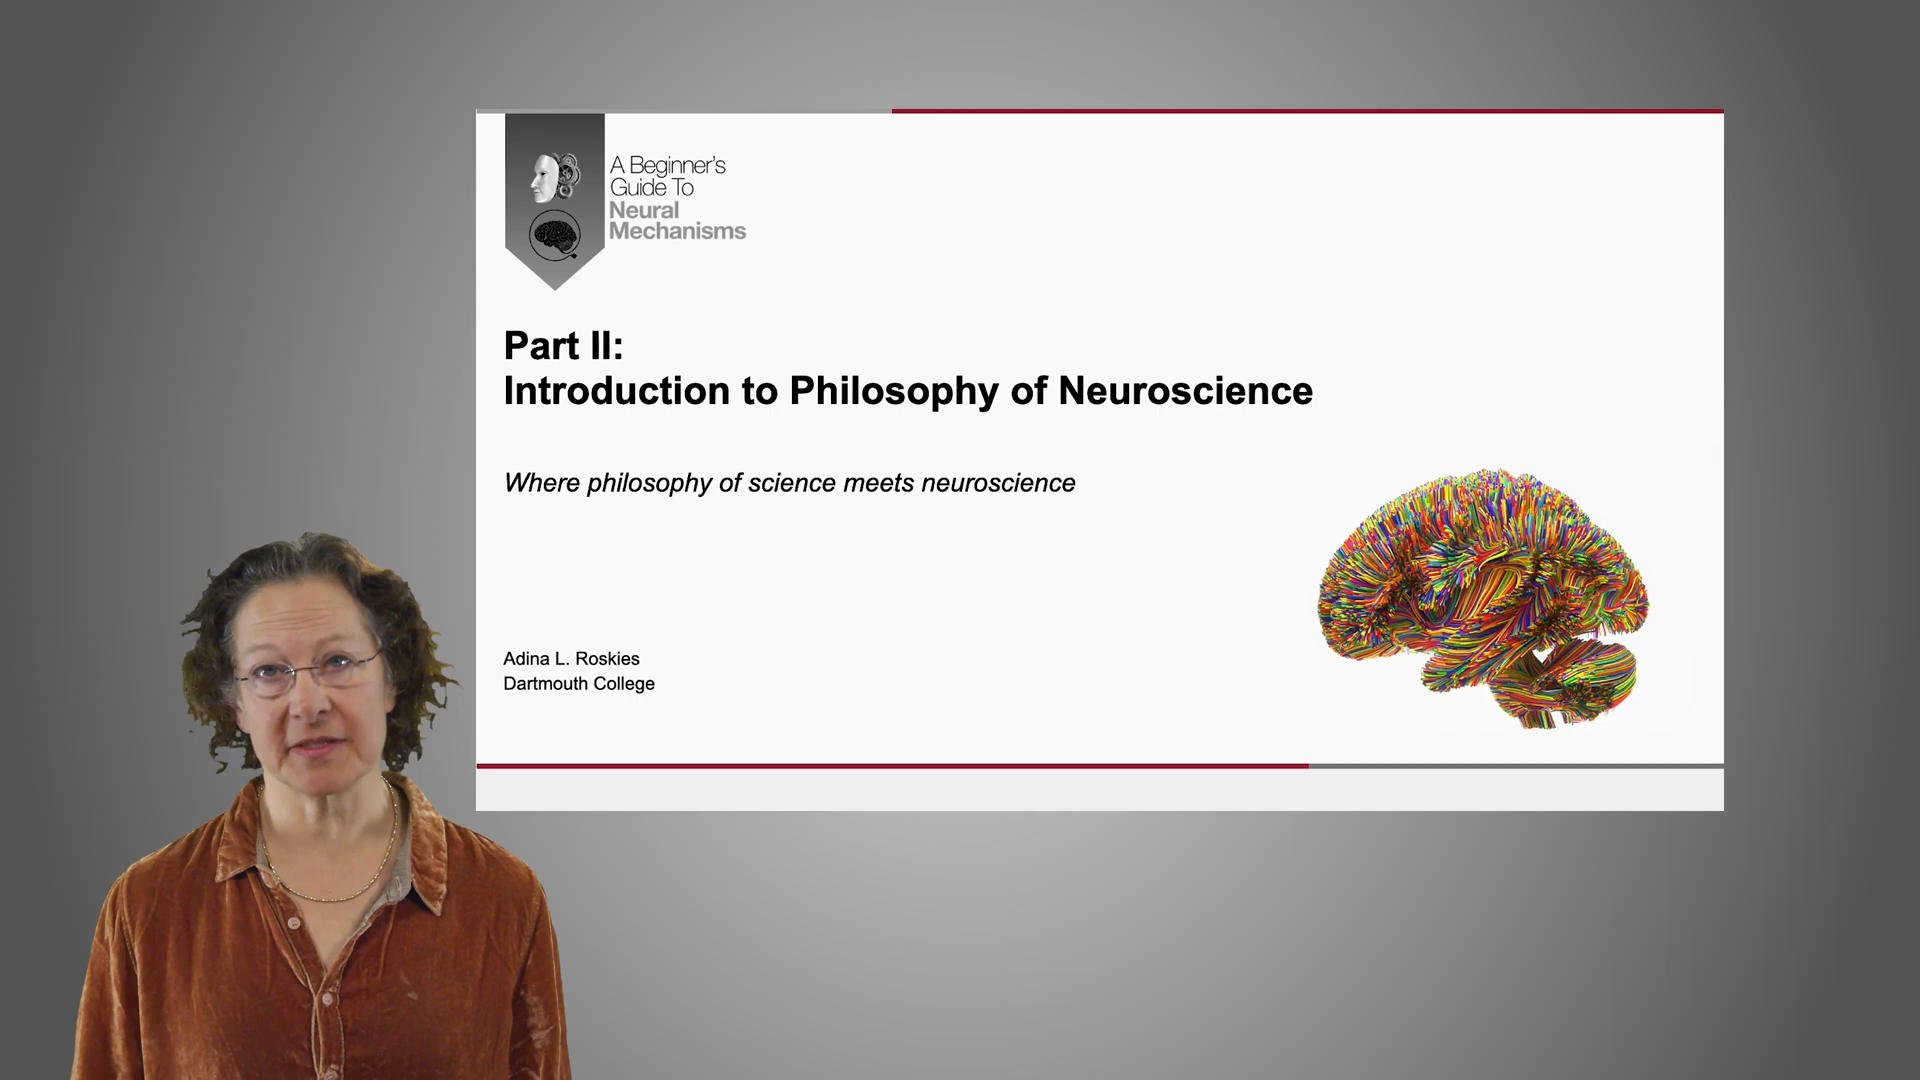 A Beginner's
Guide To
Neural
Mechanisms
Part II:
Introduction to Philosophy of Neuroscience
Where philosophy of science meets neuroscience
Adina L. Roskies
Dartmouth College